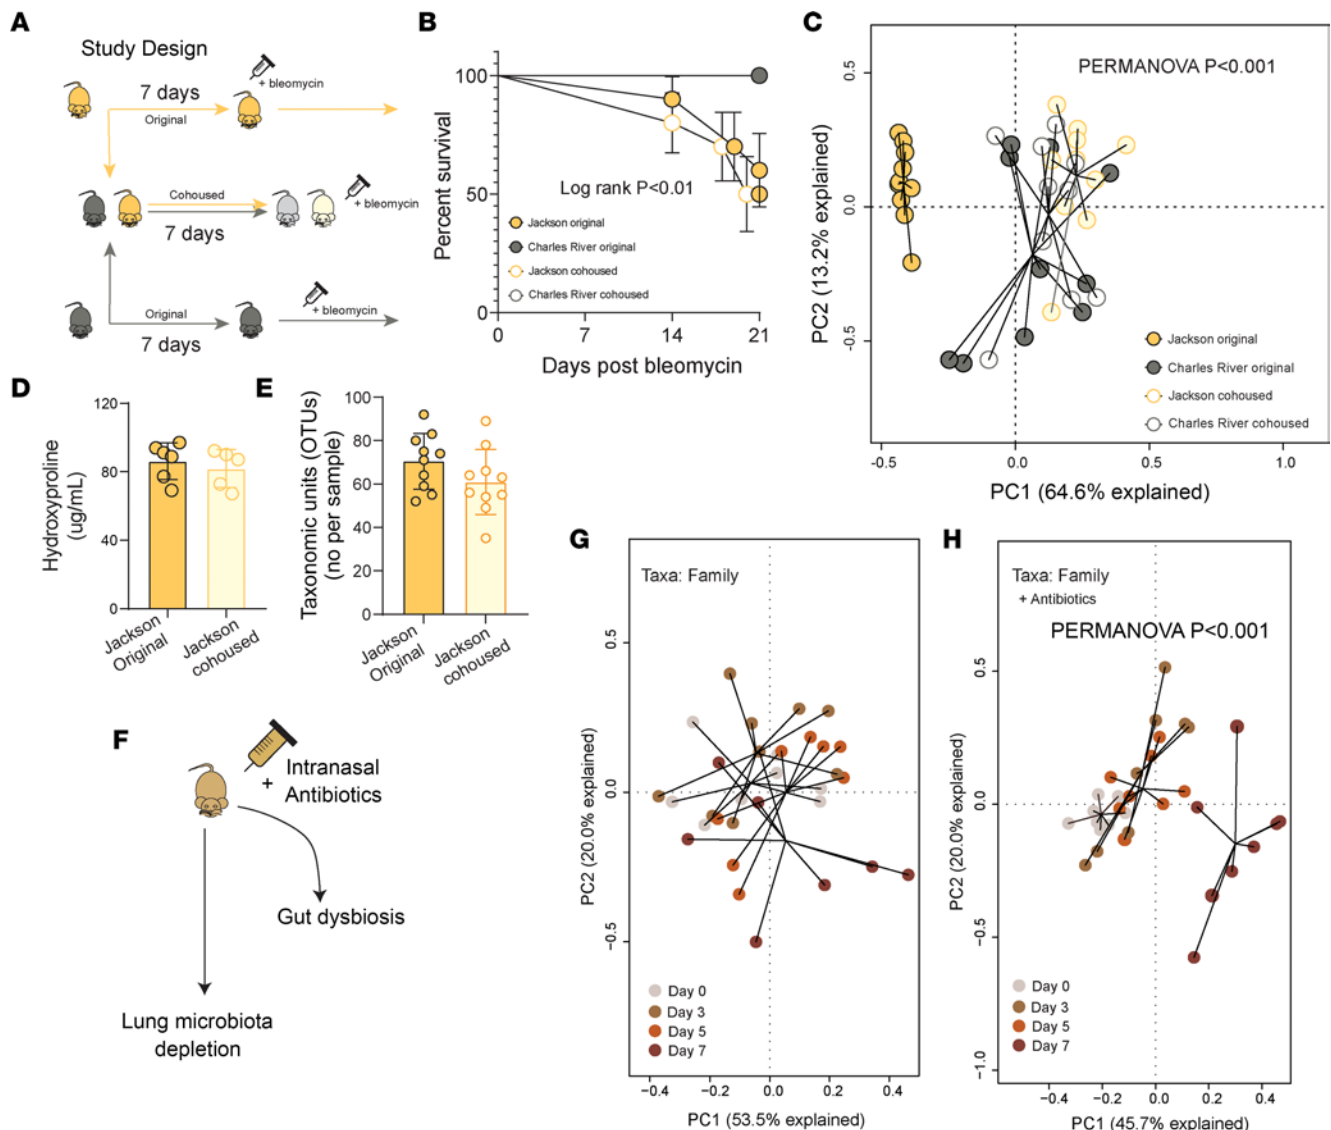 A
Study Design
7 days
Original
+ bleomycin
Cohoused
7 days
+ bleomycin
Original
7 days
+ bleomycin
B
Percent survival
100
50
0
0 7 14 21
Days post bleomycin
Log rank P<0.01
Jackson original
Charles River original
Jackson cohoused
Charles River cohoused
C
PERMANOVA P<0.001
PC2 (13.2% explained)
0.5
0.0
-0.5
-0.5 0.0 0.5 1.0
PC1 (64.6% explained)
Jackson original
Charles River original
Jackson cohoused
Charles River cohoused
D
Hydroxyproline
(ug/mL)
120
80
40
0
Jackson
Original
Jackson
cohoused
E
Taxonomic units (OTUs)
(no per sample)
100
80
60
40
20
0
Jackson
Original
Jackson
cohoused
F
+ Intranasal
Antibiotics
Gut dysbiosis
Lung microbiota
depletion
G
Taxa: Family
PC2 (20.0% explained)
0.5
0.0
−0.5
Day 0
Day 3
Day 5
Day 7
−0.4 −0.2 0.0 0.2 0.4
PC1 (53.5% explained)
H
Taxa: Family
+ Antibiotics
PERMANOVA P<0.001
PC2 (20.0% explained)
0.5
0.0
−0.5
−1.0
Day 0
Day 3
Day 5
Day 7
−0.4 −0.2 0.0 0.2 0.4
PC1 (45.7% explained)